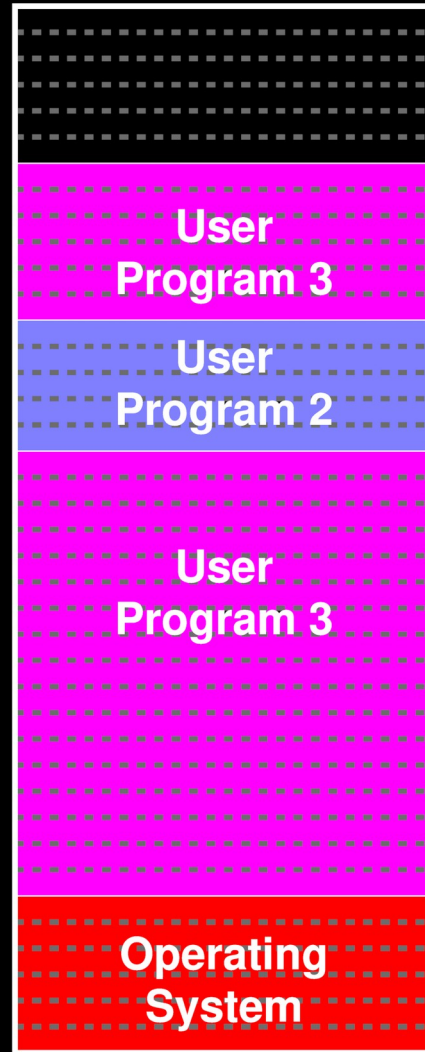 User
Program 3
User
Program 2
User
Program 3
Operating
System